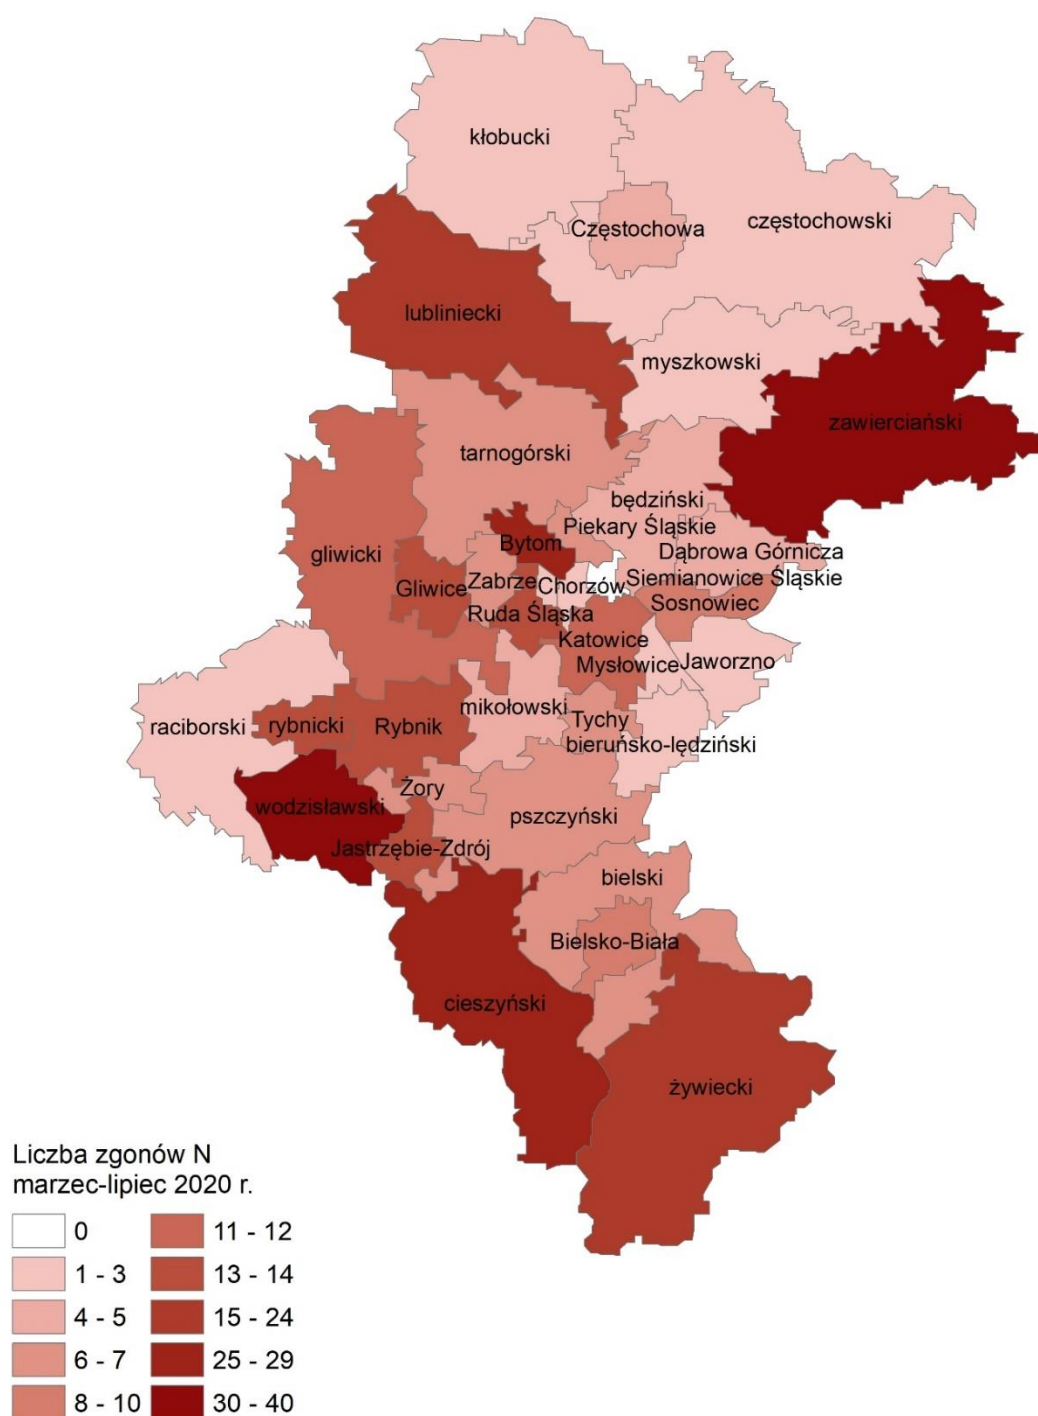 kłobucki
częstochowski
Częstochowa
lubliniecki
myszkowski
zawierciański
tarnogórski
będziński
Piekary Śląskie
Bytom
Dąbrowa Górnicza
gliwicki
Zabrze
Chorzów
Siemianowice Śląskie
Gliwice
Sosnowiec
Ruda Śląska
Katowice
Mysłowice
Jaworzno
raciborski
rybnicki
Rybnik
mikołowski
Tychy
bieruńsko-lędziński
Żory
wodzisławski
pszczyński
Jastrzębie-Zdrój
bielski
Bielsko-Biała
cieszyński
żywiecki
Liczba zgonów N
marzec-lipiec 2020 r.
0
1 - 3
4 - 5
6 - 7
8 - 10
11 - 12
13 - 14
15 - 24
25 - 29
30 - 40